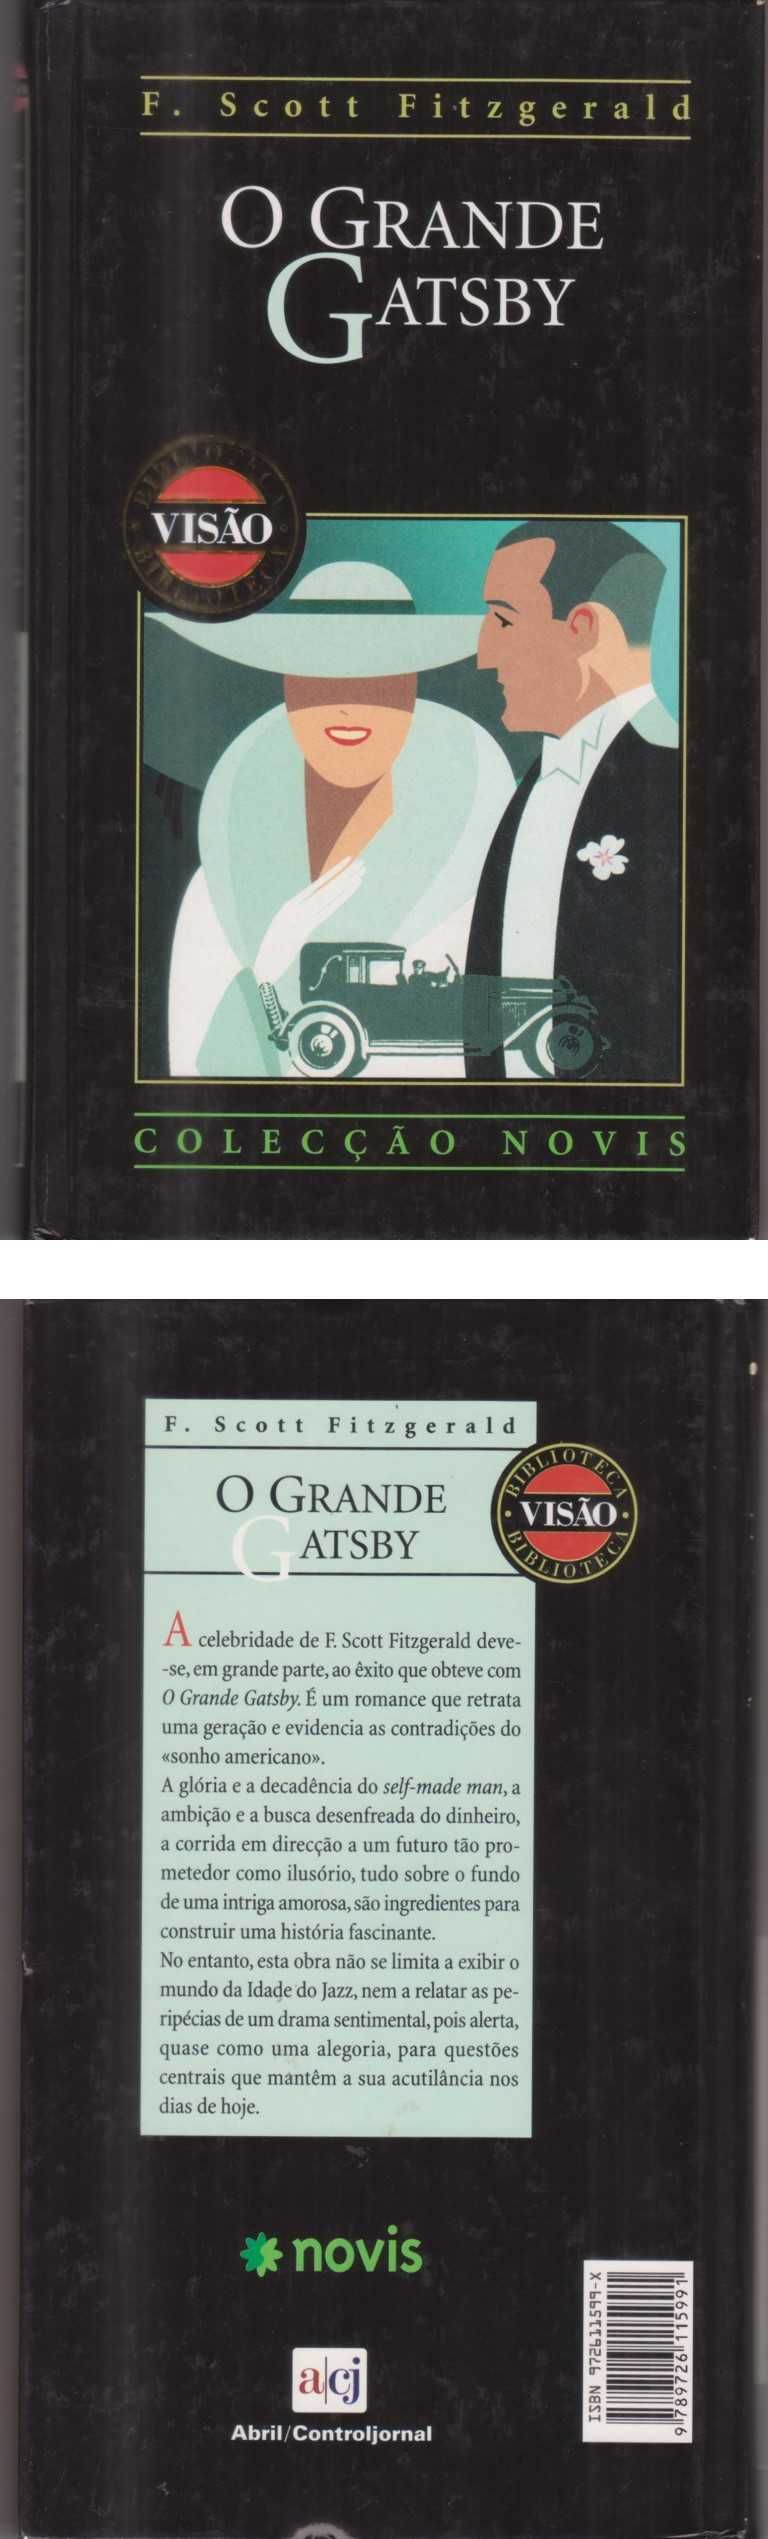 F. Scott Fitzgerald
O GRANDE
GATSBY
BIBLIOTECA
VISÃO
BIBLIOTECA
COLECÇÃO NOVIS
F. Scott Fitzgerald
O GRANDE
GATSBY
BIBLIOTECA
VISÃO
BIBLIOTECA
A celebridade de F. Scott Fitzgerald deve-
-se, em grande parte, ao êxito que obteve com
O Grande Gatsby. É um romance que retrata
uma geração e evidencia as contradições do
«sonho americano».
A glória e a decadência do self-made man, a
ambição e a busca desenfreada do dinheiro,
a corrida em direcção a um futuro tão pro-
metedor como ilusório, tudo sobre o fundo
de uma intriga amorosa, são ingredientes para
construir uma história fascinante.
No entanto, esta obra não se limita a exibir o
mundo da Idade do Jazz, nem a relatar as pe-
ripécias de um drama sentimental, pois alerta,
quase como uma alegoria, para questões
centrais que mantêm a sua acutilância nos
dias de hoje.
novis
a|cj
Abril/Controljornal
ISBN 972611599-X
9 789726 115991